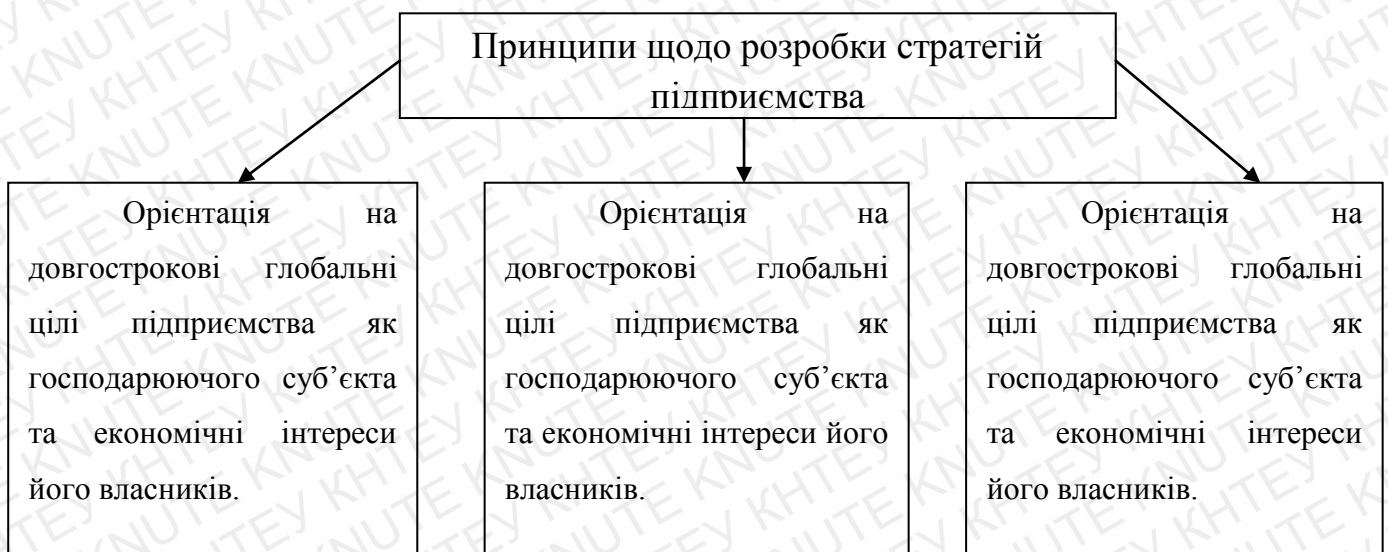 Принципи щодо розробки стратегій
підприємства
Орієнтація на
довгострокові глобальні
цілі підприємства як
господарюючого суб’єкта
та економічні інтереси
його власників.
Орієнтація на
довгострокові глобальні
цілі підприємства як
господарюючого суб’єкта
та економічні інтереси його
власників.
Орієнтація на
довгострокові глобальні
цілі підприємства як
господарюючого суб’єкта
та економічні інтереси
його власників.